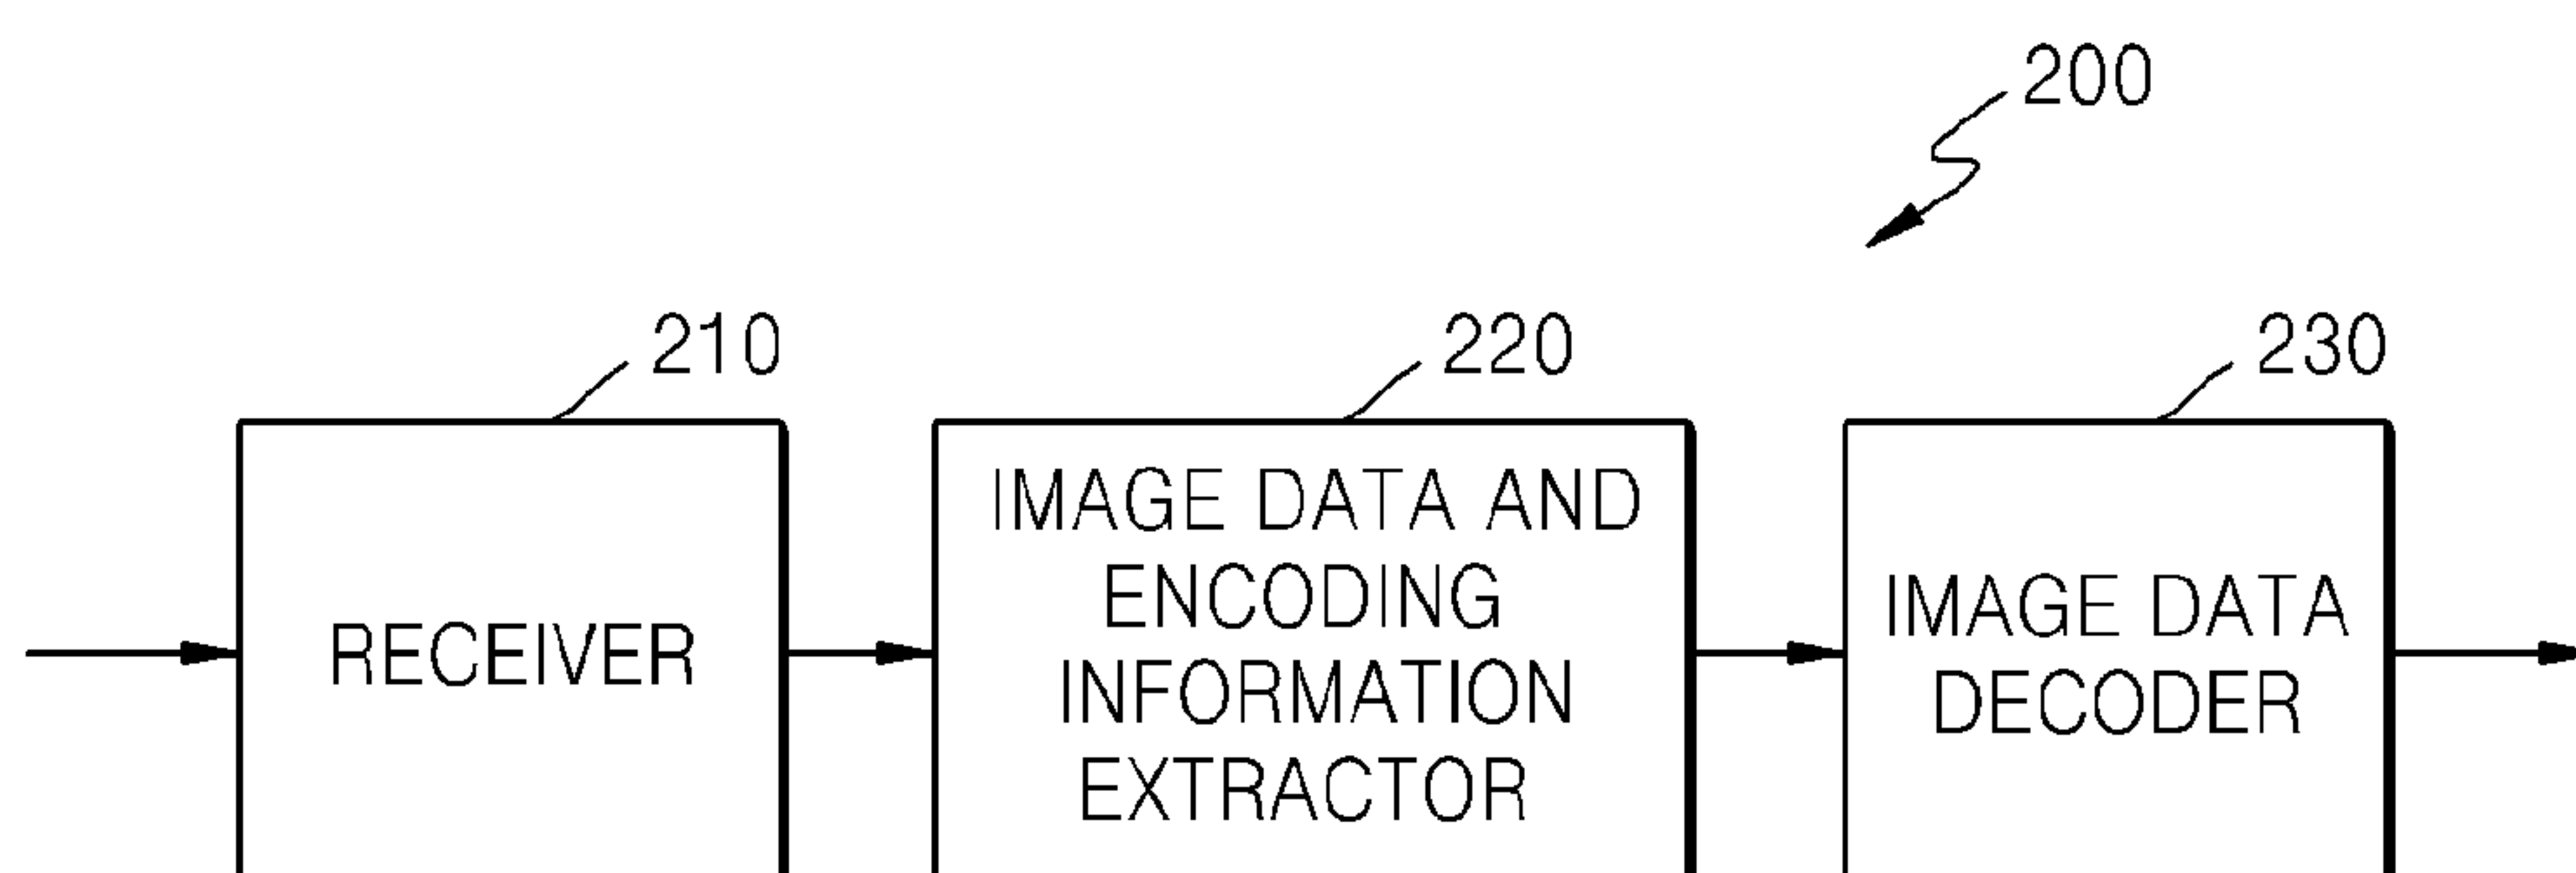 200
210
220
230
RECEIVER
IMAGE DATA AND
ENCODING
INFORMATION
EXTRACTOR
IMAGE DATA
DECODER